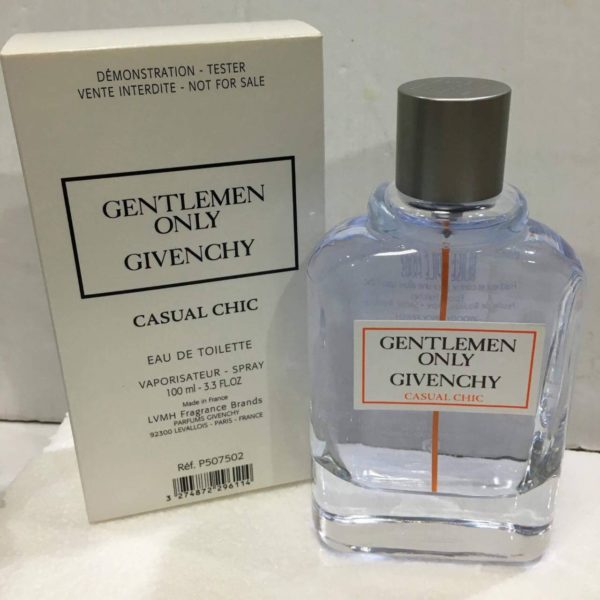 DÉMONSTRATION - TESTER
VENTE INTERDITE - NOT FOR SALE
GENTLEMEN
ONLY
GIVENCHY
CASUAL CHIC
EAU DE TOILETTE
VAPORISATEUR - SPRAY
100 ml - 3.3 FL.OZ
Made in France
LVMH Fragrance Brands
PARFUMS GIVENCHY
92300 LEVALLOIS - PARIS - FRANCE
Réf. P507502
3 274872 296114
GENTLEMEN
ONLY
GIVENCHY
CASUAL CHIC